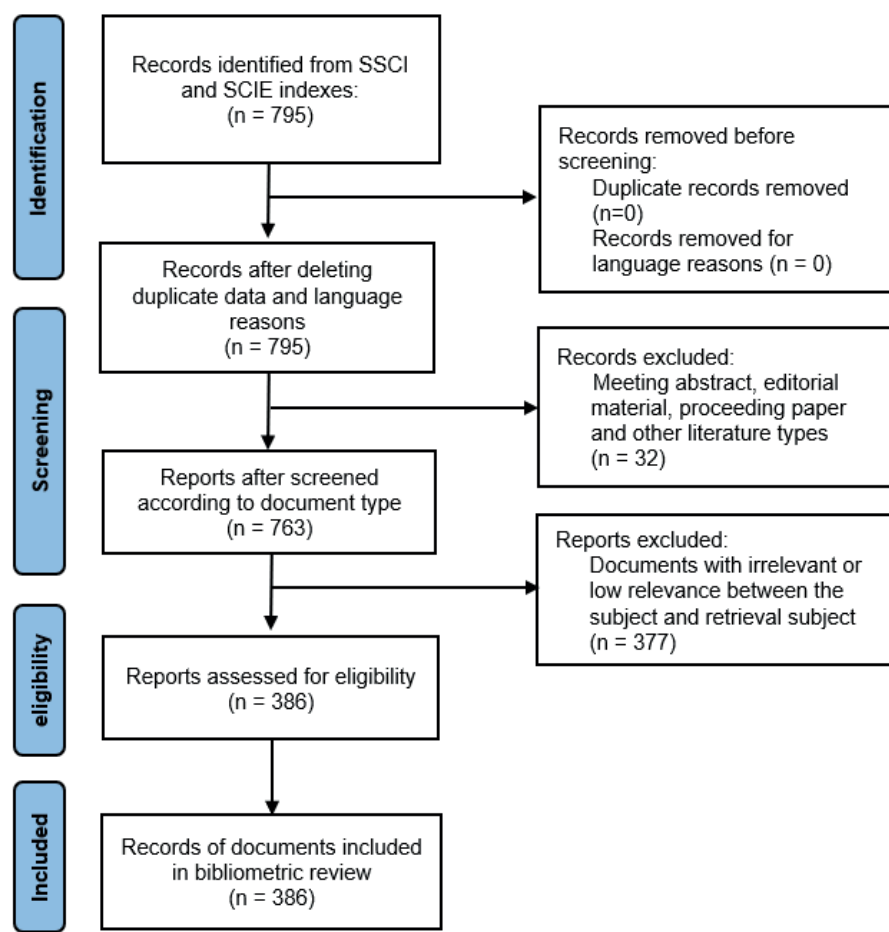 Identification
Records identified from SSCI
and SCIE indexes:
(n = 795)
Records removed before
screening:
Duplicate records removed
(n=0)
Records removed for
language reasons (n = 0)
Records after deleting
duplicate data and language
reasons
(n = 795)
Screening
Records excluded:
Meeting abstract, editorial
material, proceeding paper
and other literature types
(n = 32)
Reports after screened
according to document type
(n = 763)
Reports excluded:
Documents with irrelevant or
low relevance between the
subject and retrieval subject
(n = 377)
eligibility
Reports assessed for eligibility
(n = 386)
Included
Records of documents included
in bibliometric review
(n = 386)